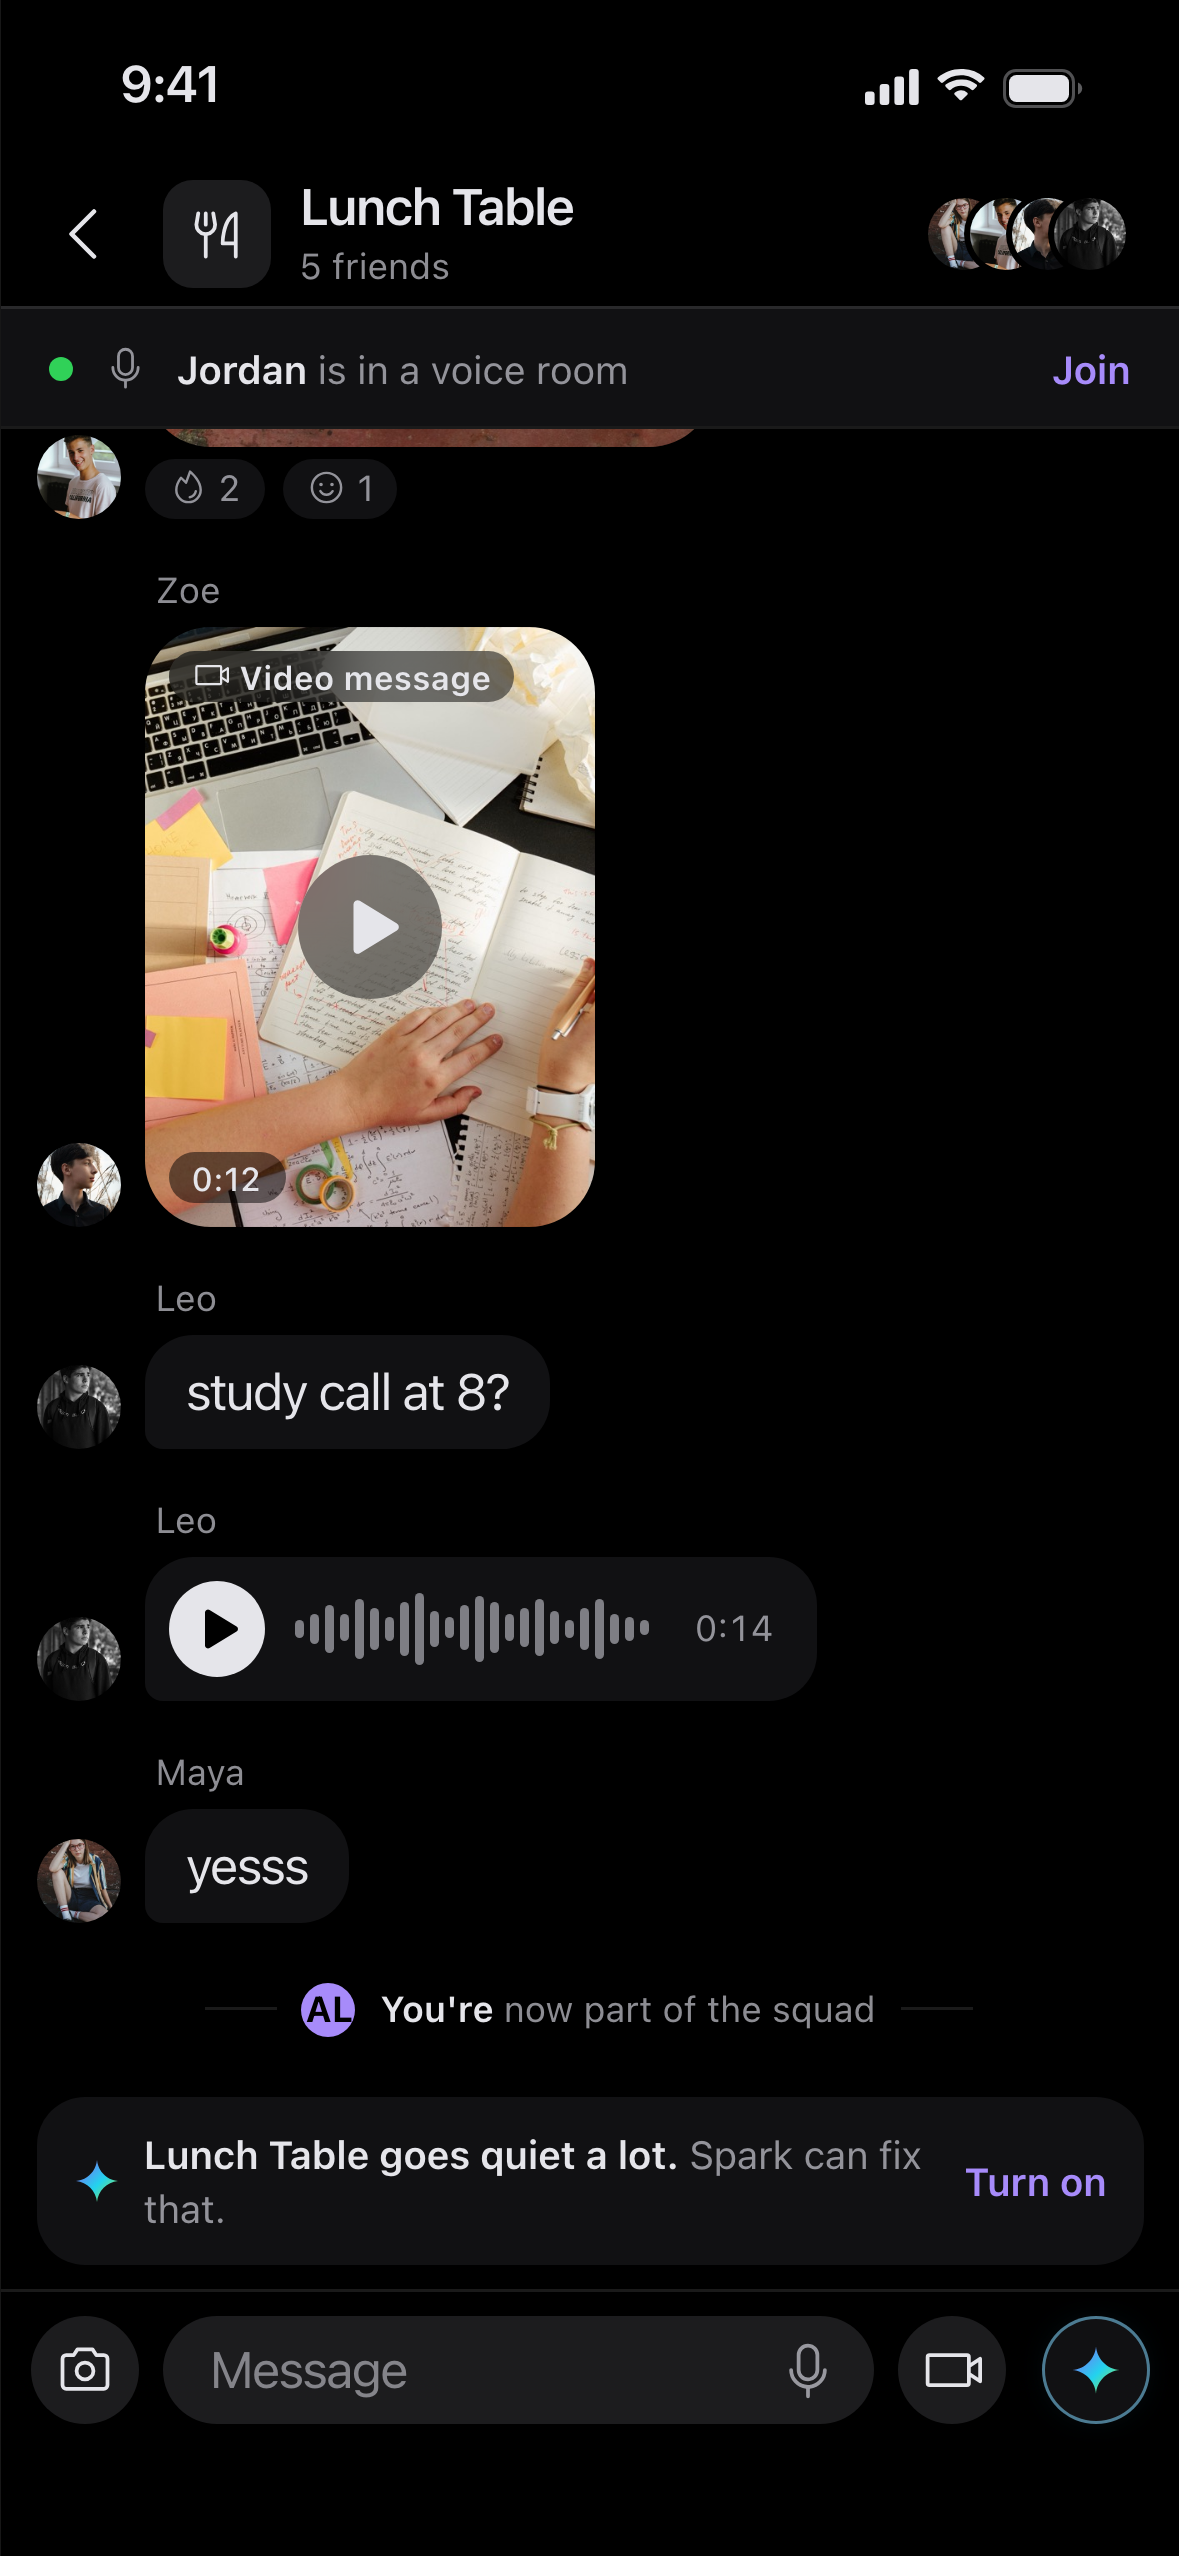 9:41
Lunch Table
5 friends
Jordan is in a voice room
Join
2
1
Zoe
Video message
0:12
Leo
study call at 8?
Leo
0:14
Maya
yesss
AL You're now part of the squad
Lunch Table goes quiet a lot. Spark can fix
that.
Turn on
Message